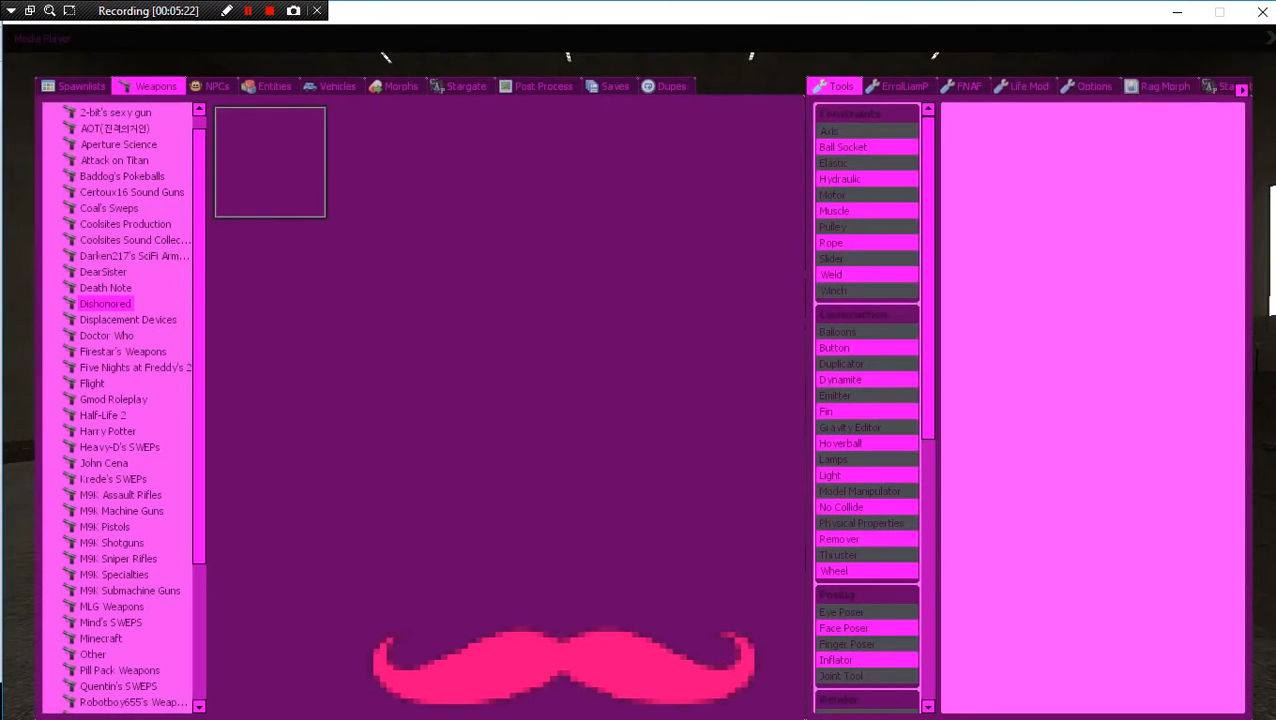 Recording [00:05:22]
Media Player
Spawnlists Weapons NPCs Entities Vehicles Morphs Stargate Post Process Saves Dupes
Tools ErrolLiamP FNAF Life Mod Options Rag Morph
2-bit's sexy gun
AOT(진격의거인)
Aperture Science
Attack on Titan
Baddog's Pokeballs
Certoux16 Sound Guns
Coal's Sweps
Coolsites Production
Coolsites Sound Collec...
Darken217's SciFi Arm...
DearSister
Death Note
Dishonored
Displacement Devices
Doctor Who
Firestar's Weapons
Five Nights at Freddy's 2
Flight
Gmod Roleplay
Half-Life 2
Harry Potter
Heavy-D's SWEPs
John Cena
Krede's SWEPs
M9K Assault Rifles
M9K Machine Guns
M9K Pistols
M9K Shotguns
M9K Sniper Rifles
M9K Specialties
M9K Submachine Guns
MLG Weapons
Mind's SWEPs
Minecraft
Other
Pill Pack Weapons
Quentin's SWEPS
Robotboy655's Weap...
Constraints
Axis
Ball Socket
Elastic
Hydraulic
Motor
Muscle
Pulley
Rope
Slider
Weld
Winch
Construction
Balloons
Button
Duplicator
Dynamite
Emitter
Fin
Gravity Editor
Hoverball
Lamps
Light
Model Manipulator
No Collide
Physical Properties
Remover
Thruster
Wheel
Posing
Eye Poser
Face Poser
Finger Poser
Inflator
Joint Tool
Render